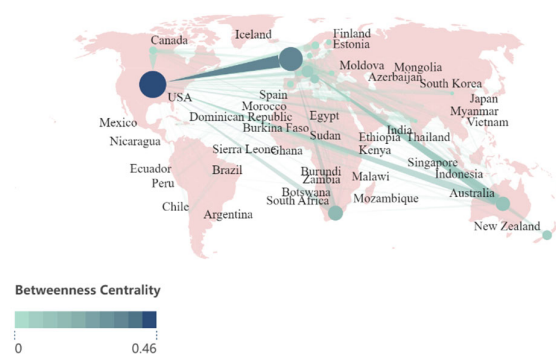 Iceland
Finland
Canada
Estonia
Moldova
Mongolia
Azerbaijan
South Korea
USA
Spain
Japan
Morocco
Myanmar
Mexico
Dominican Republic
Egypt
Vietnam
Burkina Faso
India
Nicaragua
Sudan
Ethiopia
Thailand
Sierra Leone
Ghana
Kenya
Ecuador
Brazil
Burundi
Singapore
Peru
Zambia
Malawi
Indonesia
Botswana
Australia
Chile
South Africa
Mozambique
Argentina
New Zealand
Betweenness Centrality
0
0.46